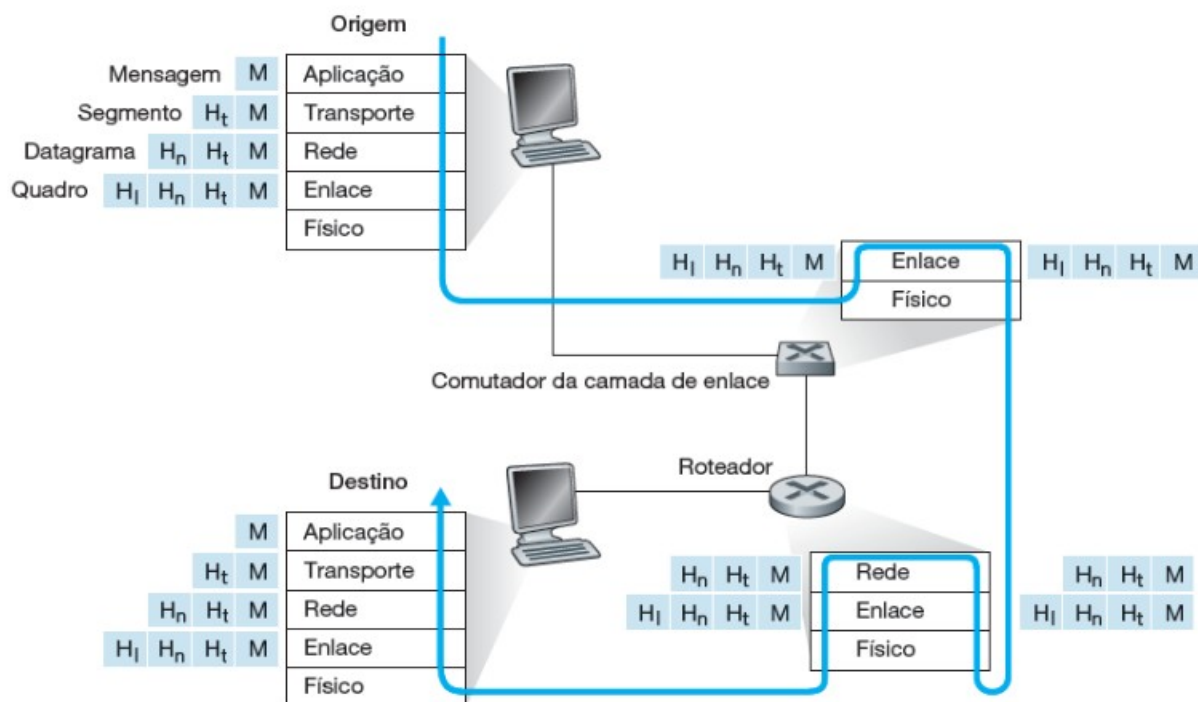 Origem
Mensagem M Aplicação
Segmento Ht M Transporte
Datagrama Hn Ht M Rede
Quadro Hl Hn Ht M Enlace
Físico
Hl Hn Ht M Enlace Hl Hn Ht M
Físico
Comutador da camada de enlace
Roteador
Destino
M Aplicação
Ht M Transporte
Hn Ht M Rede
Hl Hn Ht M Enlace
Físico
Hn Ht M Rede Hn Ht M
Hl Hn Ht M Enlace Hl Hn Ht M
Físico